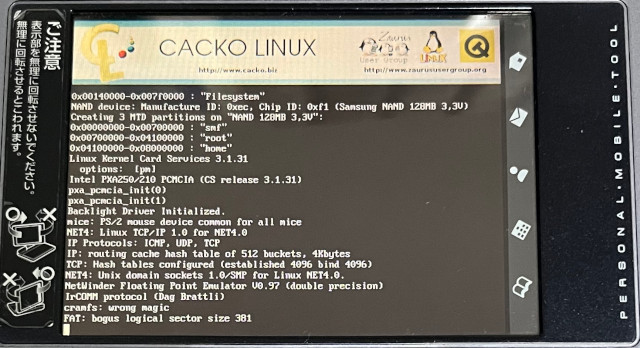 ご注意
表示部を無理に回転させないでください。
無理に回転させるとこわれます。
CL
CACKO LINUX
http://www.cacko.biz
Zaurus
User Group
LINUX
Q
http://www.zaurususergroup.org
0x00140000-0x007f0000 : "Filesystem"
NAND device: Manufacture ID: 0xec, Chip ID: 0xf1 (Samsung NAND 128MB 3,3V)
Creating 3 MTD partitions on "NAND 128MB 3,3V":
0x00000000-0x00700000 : "smf"
0x00700000-0x04100000 : "root"
0x04100000-0x08000000 : "home"
Linux Kernel Card Services 3.1.31
options: [pm]
Intel PXA250/210 PCMCIA (CS release 3.1.31)
pxa_pcmcia_init(0)
pxa_pcmcia_init(1)
Backlight Driver Initialized.
mice: PS/2 mouse device common for all mice
NET4: Linux TCP/IP 1.0 for NET4.0
IP Protocols: ICMP, UDP, TCP
IP: routing cache hash table of 512 buckets, 4Kbytes
TCP: Hash tables configured (established 4096 bind 4096)
NET4: Unix domain sockets 1.0/SMP for Linux NET4.0.
NetWinder Floating Point Emulator V0.97 (double precision)
IrCOMM protocol (Dag Brattli)
cramfs: wrong magic
FAT: bogus logical sector size 381
PERSONAL MOBILE TOOL